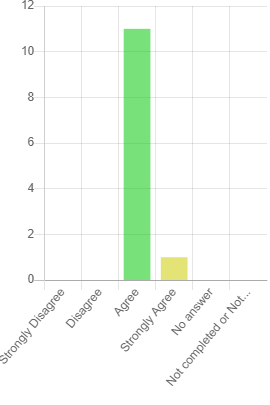 12
10
8
6
4
2
0
Strongly Disagree
Disagree
Agree
Strongly Agree
No answer
Not completed or Not...